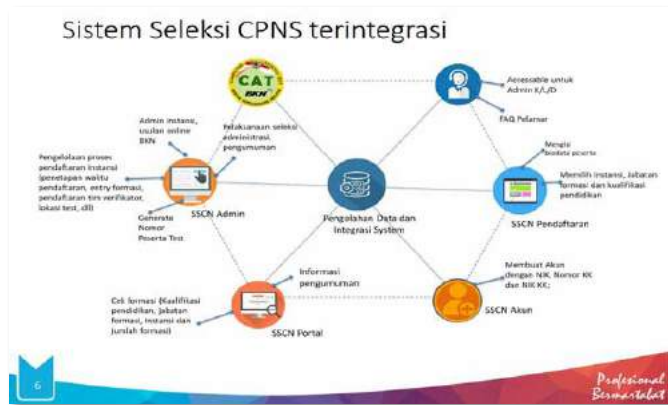 Sistem Seleksi CPNS terintegrasi
CAT
BKN
Accessable untuk
Admin K/L/D
FAQ Pelamar
Admin instansi,
usulan online
BKN
Pelaksanaan seleksi
administrasi,
pengumuman
Pengelolaan proses
pendaftaran instansi
(penetapan waktu
pendaftaran, entry formasi,
pendaftaran tim verifikator,
lokasi test, dll)
SSCN Admin
Generate
Nomor
Peserta Test
Pengolahan Data dan
Integrasi System
Mengisi
biodata peserta
Memilih instansi, Jabatan
formasi dan kualifikasi
pendidikan
SSCN Pendaftaran
Informasi
pengumuman
Cek formasi (Kualifikasi
pendidikan, Jabatan
formasi, Instansi dan
Jumlah formasi)
SSCN Portal
Membuat Akun
dengan NIK, Nomor KK
dan NIK KK;
SSCN Akun
6
Profesional
Bermartabat